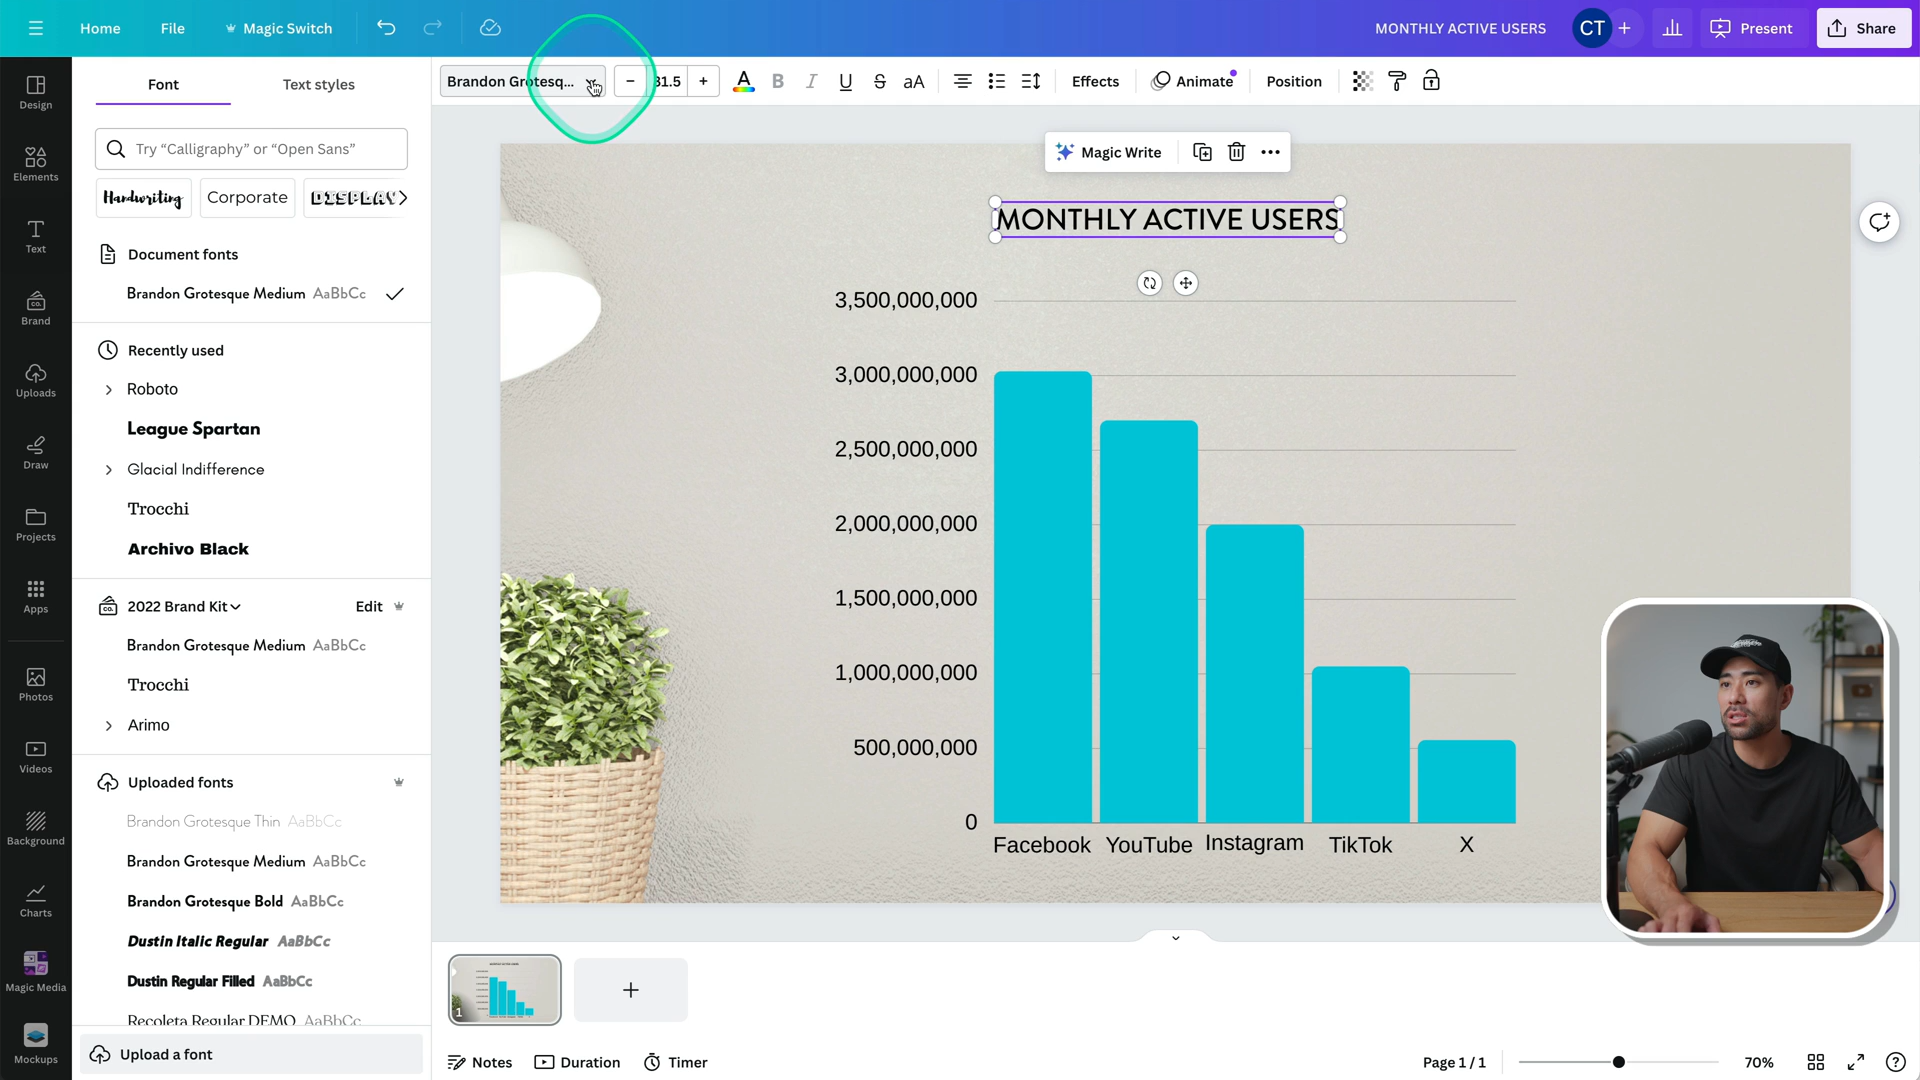 Home File Magic Switch MONTHLY ACTIVE USERS CT Present Share
Brandon Grotesq... 31.5 A B I U S aA Effects Animate Position
Design
Elements
Text
Brand
Uploads
Draw
Projects
Apps
Photos
Videos
Background
Charts
Magic Media
Mockups
Font Text styles
Try “Calligraphy” or “Open Sans”
Handwriting Corporate DISPLAY
Document fonts
Brandon Grotesque Medium AaBbCc
Recently used
Roboto
League Spartan
Glacial Indifference
Trocchi
Archivo Black
2022 Brand Kit Edit
Brandon Grotesque Medium AaBbCc
Trocchi
Arimo
Uploaded fonts
Brandon Grotesque Thin AaBbCc
Brandon Grotesque Medium AaBbCc
Brandon Grotesque Bold AaBbCc
Dustin Italic Regular AaBbCc
Dustin Regular Filled AaBbCc
Recoleta Regular DEMO AaBbCc
Upload a font
Magic Write
MONTHLY ACTIVE USERS
3,500,000,000
3,000,000,000
2,500,000,000
2,000,000,000
1,500,000,000
1,000,000,000
500,000,000
0
Facebook YouTube Instagram TikTok X
1
Notes Duration Timer Page 1 / 1 70%